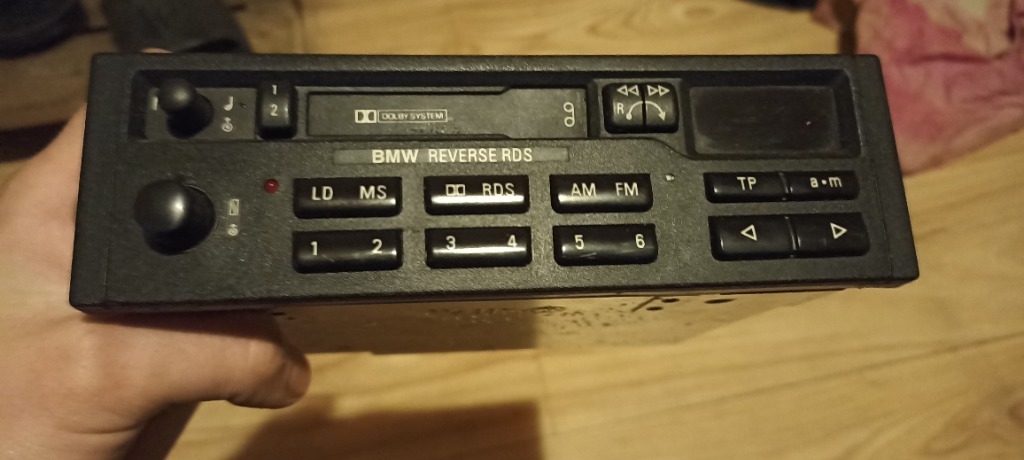 1
2
DOLBY SYSTEM
R
BMW REVERSE RDS
LD MS
RDS
AM FM
TP
a•m
1 2
3 4
5 6